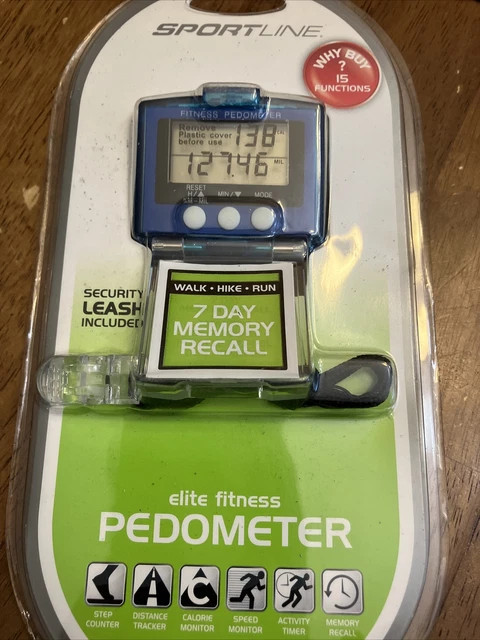 SPORTLINE
WHY BUY
?
15
FUNCTIONS
FITNESS PEDOMETER
Remove
Plastic cover
before use
138
127.46 MIL
RESET
H/▲ MIN/▼ MODE
WALK • HIKE • RUN
7 DAY
MEMORY
RECALL
SECURITY
LEASH
INCLUDED
elite fitness
PEDOMETER
STEP
COUNTER
DISTANCE
TRACKER
CALORIE
MONITOR
SPEED
MONITOR
ACTIVITY
TIMER
MEMORY
RECALL